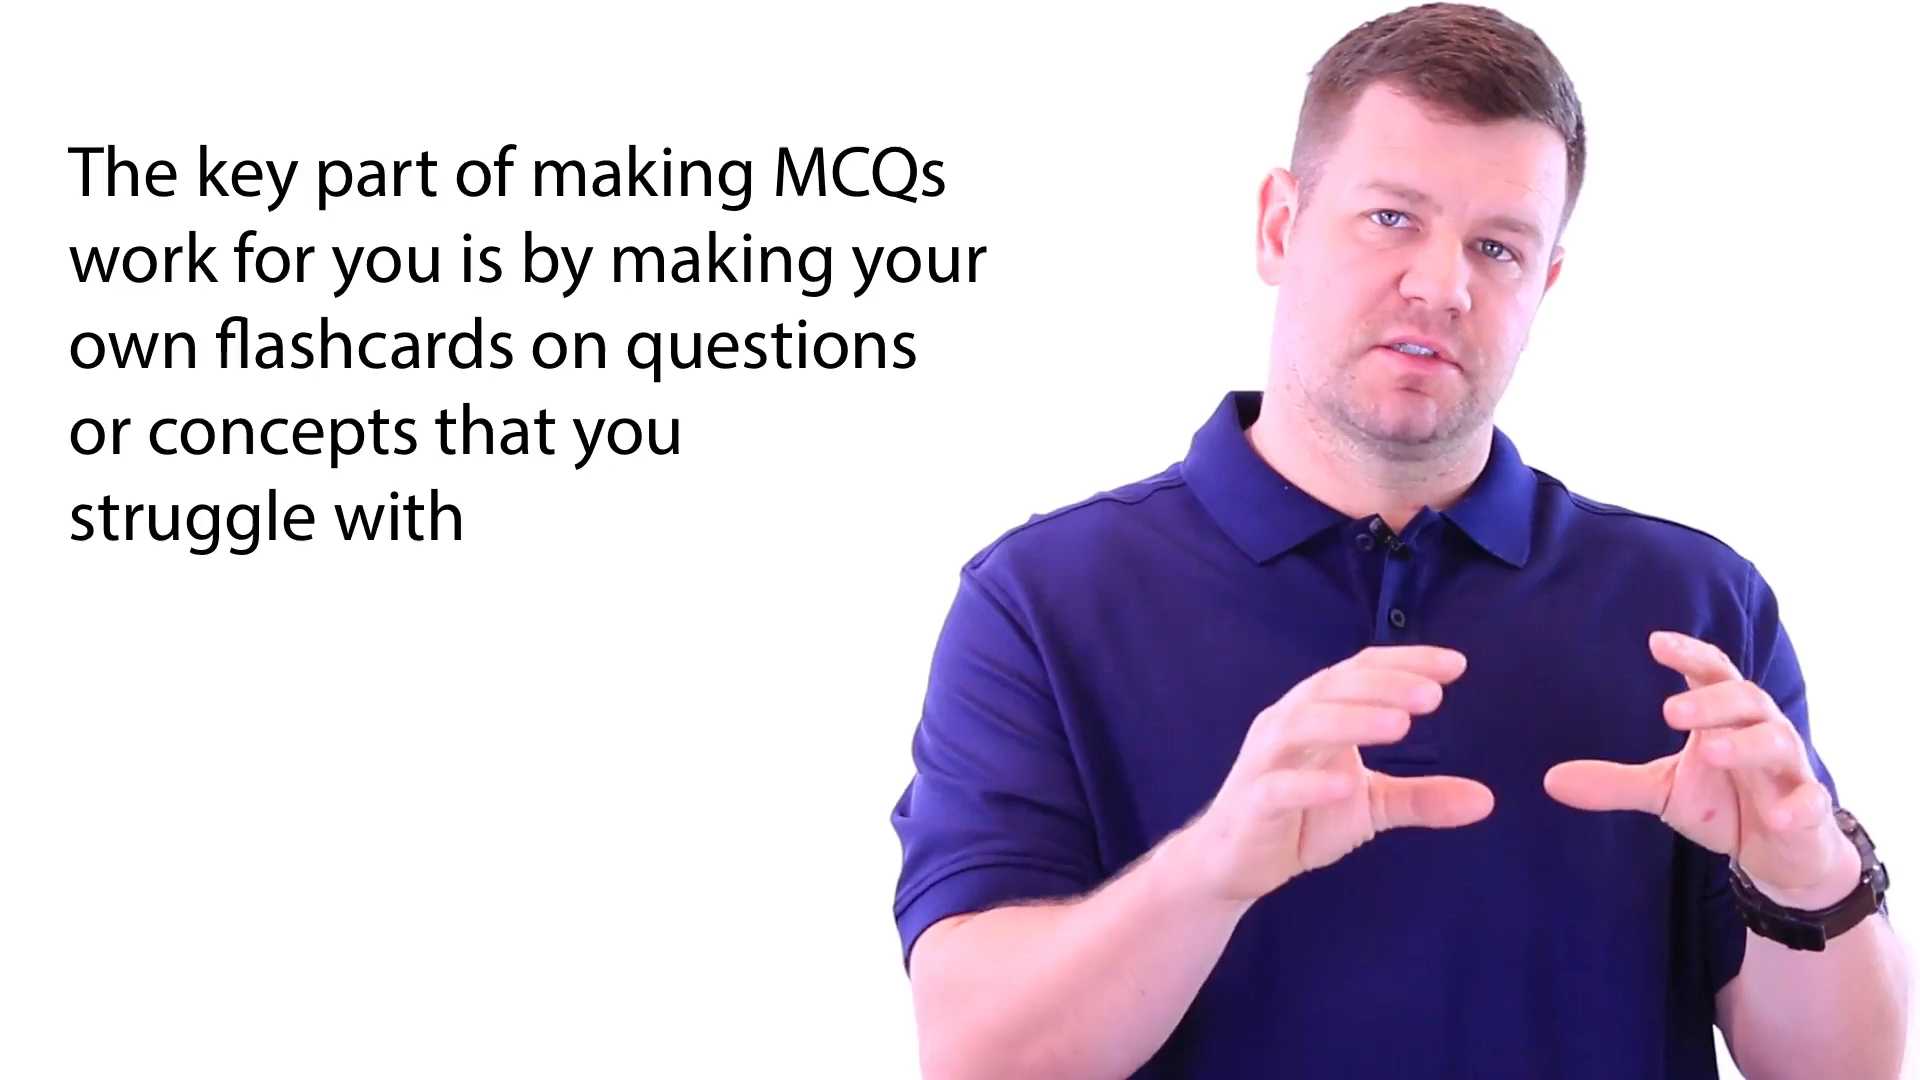 The key part of making MCQs
work for you is by making your
own flashcards on questions
or concepts that you
struggle with